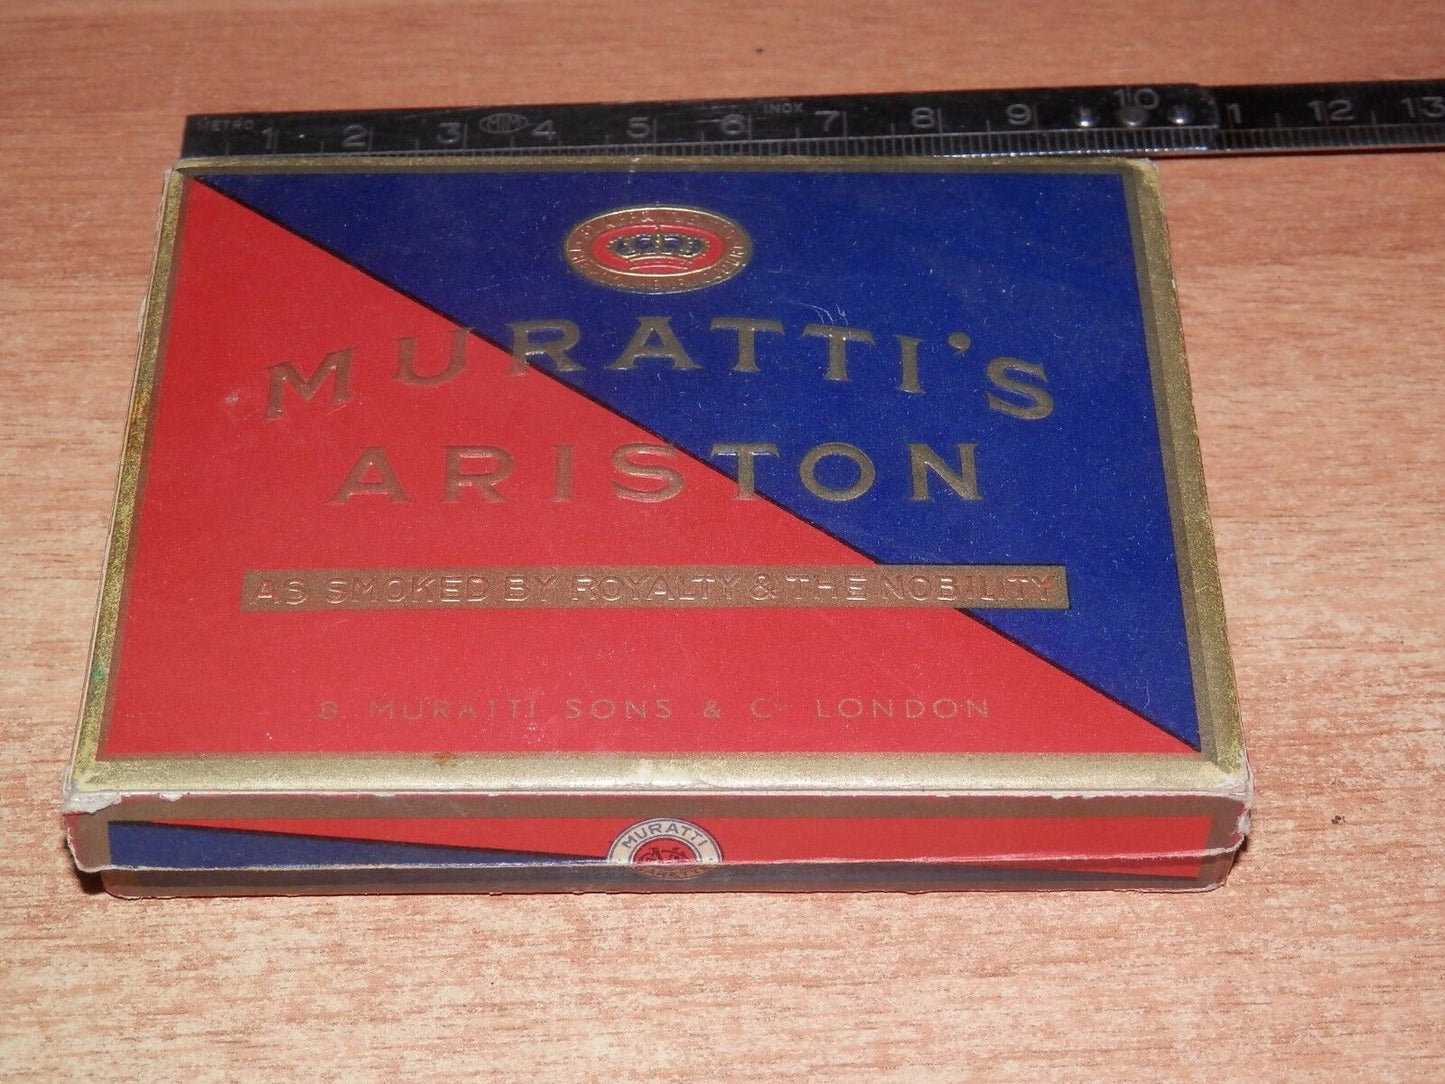 METRO 1 2 3 4 5 6 INOX 7 8 9 10 1 12 13
MURATTI'S
ARISTON
AS SMOKED BY ROYALTY & THE NOBILITY
B MURATTI SONS & Co LONDON
MURATTI